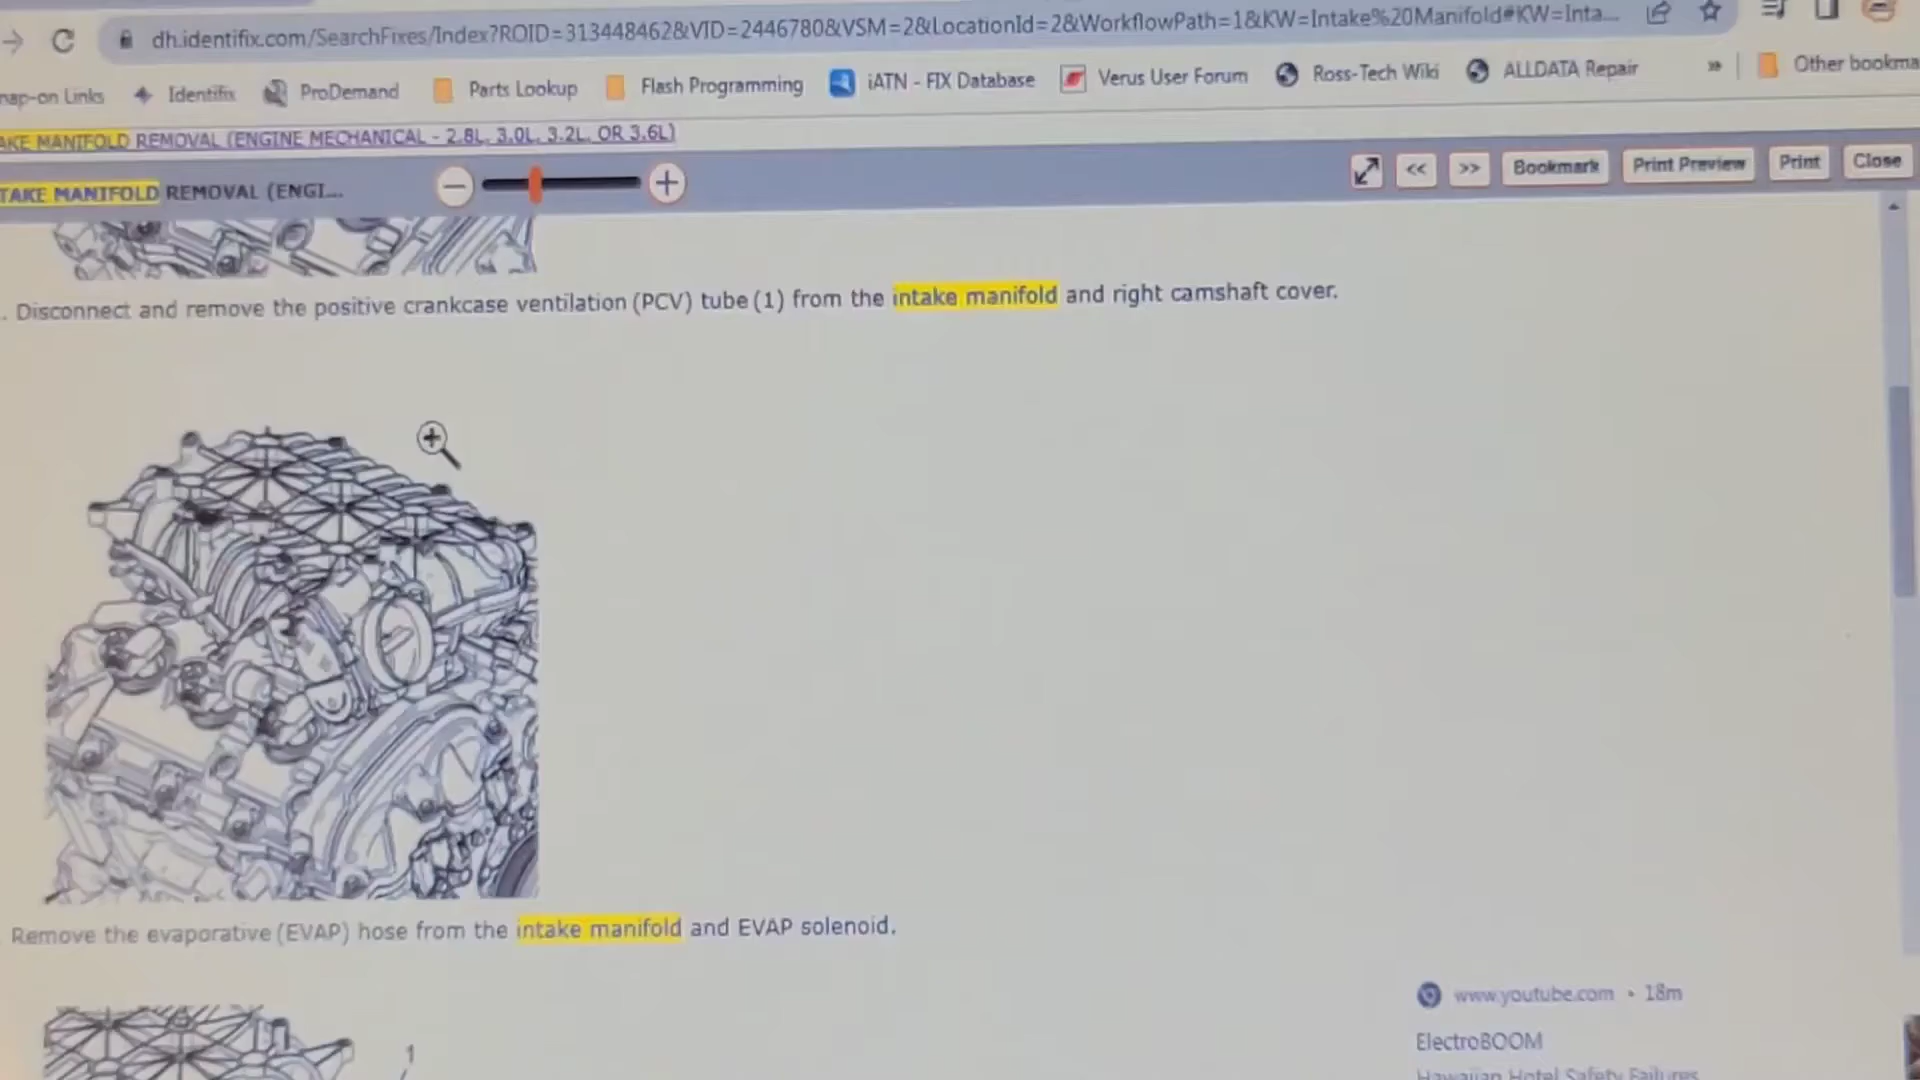 dh.identifix.com/SearchFixes/Index?ROID=313448462&VID=2446780&VSM=2&LocationId=2&WorkflowPath=1&KW=Intake%20Manifold#KW=Inta...
nap-on Links Identifix ProDemand Parts Lookup Flash Programming iATN - FIX Database Verus User Forum Ross-Tech Wiki ALLDATA Repair » Other bookma
AKE MANIFOLD REMOVAL (ENGINE MECHANICAL - 2.8L, 3.0L, 3.2L, OR 3.6L)
TAKE MANIFOLD REMOVAL (ENGI... << >> Bookmark Print Preview Print Close
. Disconnect and remove the positive crankcase ventilation (PCV) tube (1) from the intake manifold and right camshaft cover.
Remove the evaporative (EVAP) hose from the intake manifold and EVAP solenoid.
1
www.youtube.com • 18m
ElectroBOOM
Hawaiian Hotel Safety Failures